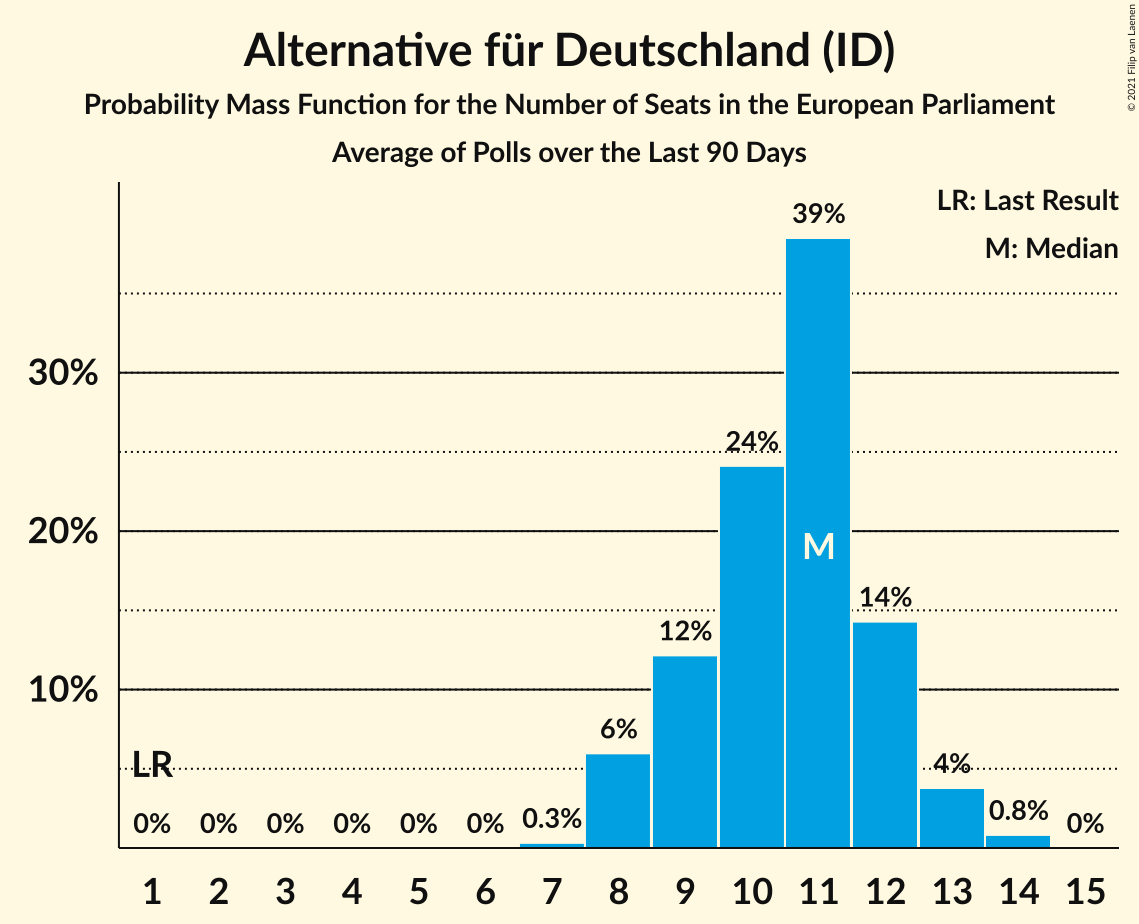 Alternative für Deutschland (ID)
Probability Mass Function for the Number of Seats in the European Parliament
Average of Polls over the Last 90 Days
© 2021 Filip van Laenen
LR: Last Result
M: Median
39%
30%
24%
20%
M
14%
12%
10%
6%
LR
4%
0% 0% 0% 0% 0% 0% 0.3% 0.8% 0%
1 2 3 4 5 6 7 8 9 10 11 12 13 14 15